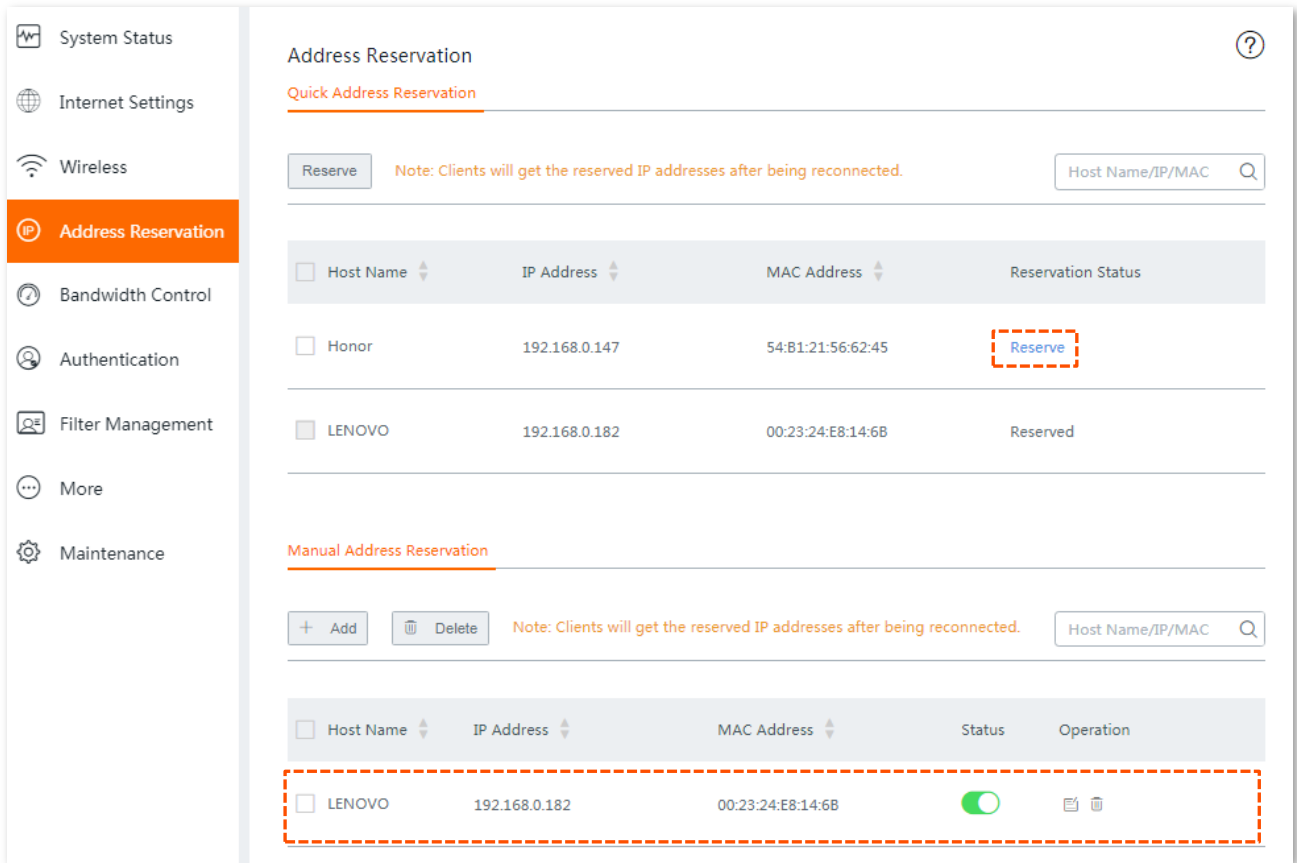 System Status
Internet Settings
Wireless
IP
Address Reservation
Bandwidth Control
Authentication
Filter Management
More
Maintenance
Address Reservation
?
Quick Address Reservation
Reserve Note: Clients will get the reserved IP addresses after being reconnected. Host Name/IP/MAC
Host Name IP Address MAC Address Reservation Status
Honor 192.168.0.147 54:B1:21:56:62:45 Reserve
LENOVO 192.168.0.182 00:23:24:E8:14:6B Reserved
Manual Address Reservation
+ Add Delete Note: Clients will get the reserved IP addresses after being reconnected. Host Name/IP/MAC
Host Name IP Address MAC Address Status Operation
LENOVO 192.168.0.182 00:23:24:E8:14:6B